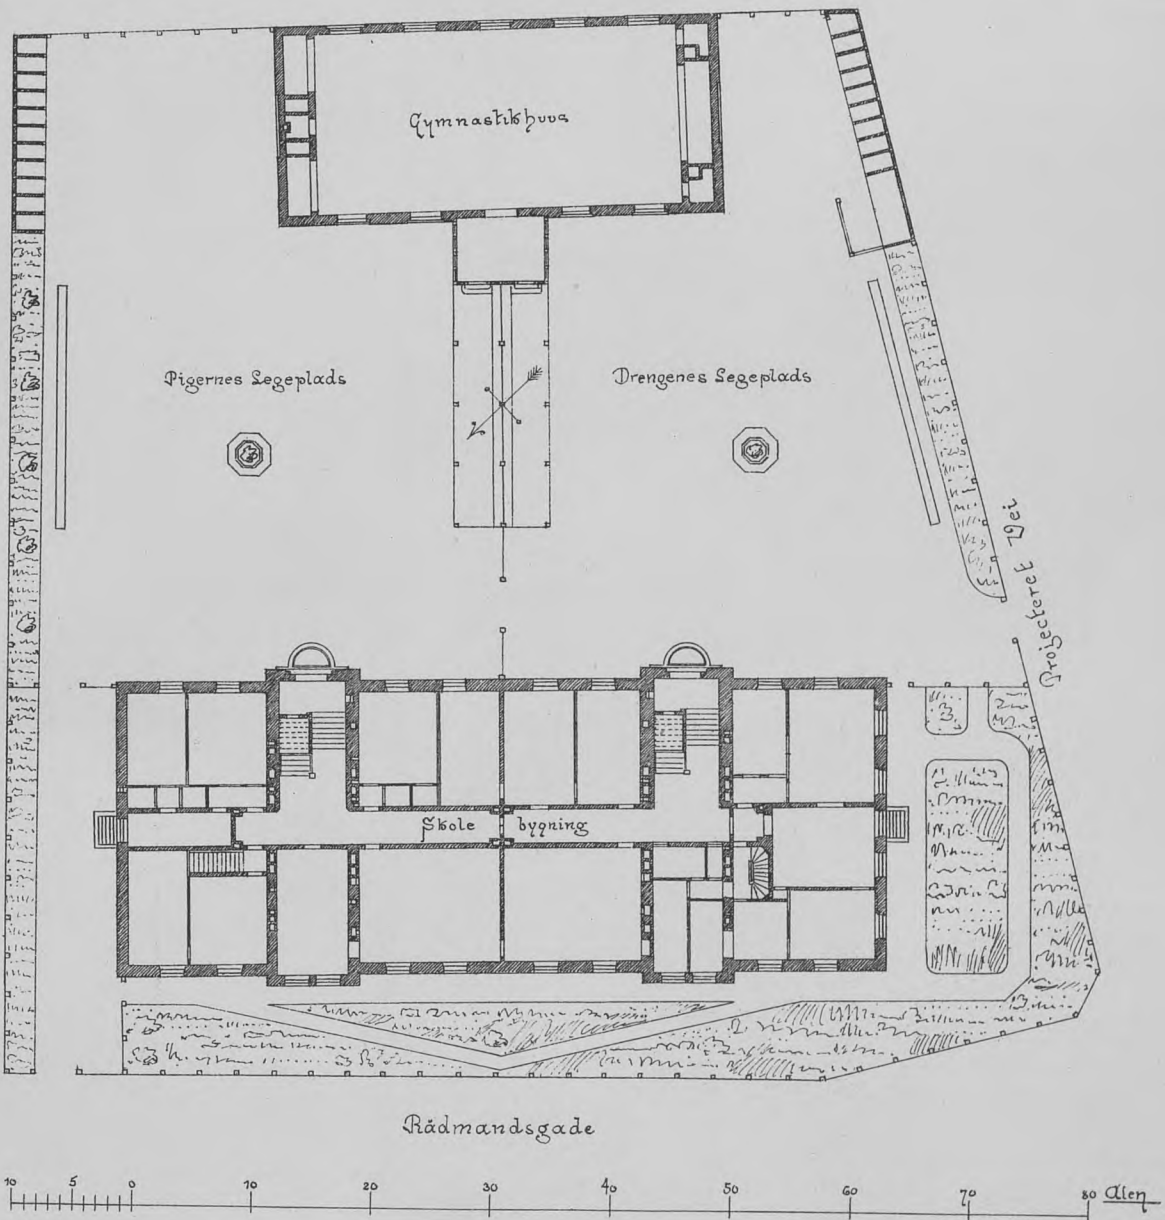 Gymnastikhuus
Pigernes Legeplads
Drengenes Legeplads
Projecteret Vei
Skole bygning
Rådmandsgade
10 5 0 10 20 30 40 50 60 70 80 Alen